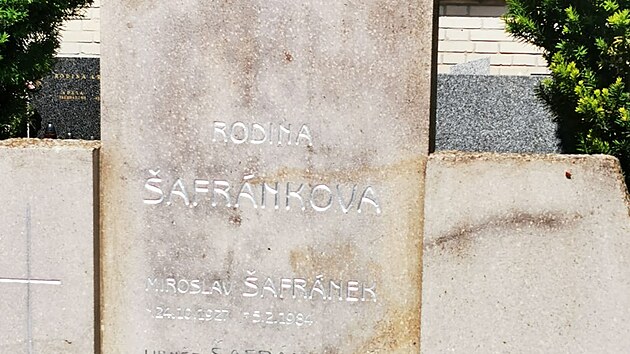 RODINA
ŠAFRÁNKOVA
MIROSLAV ŠAFRÁNEK
*24.10.1927 †5.2.1984